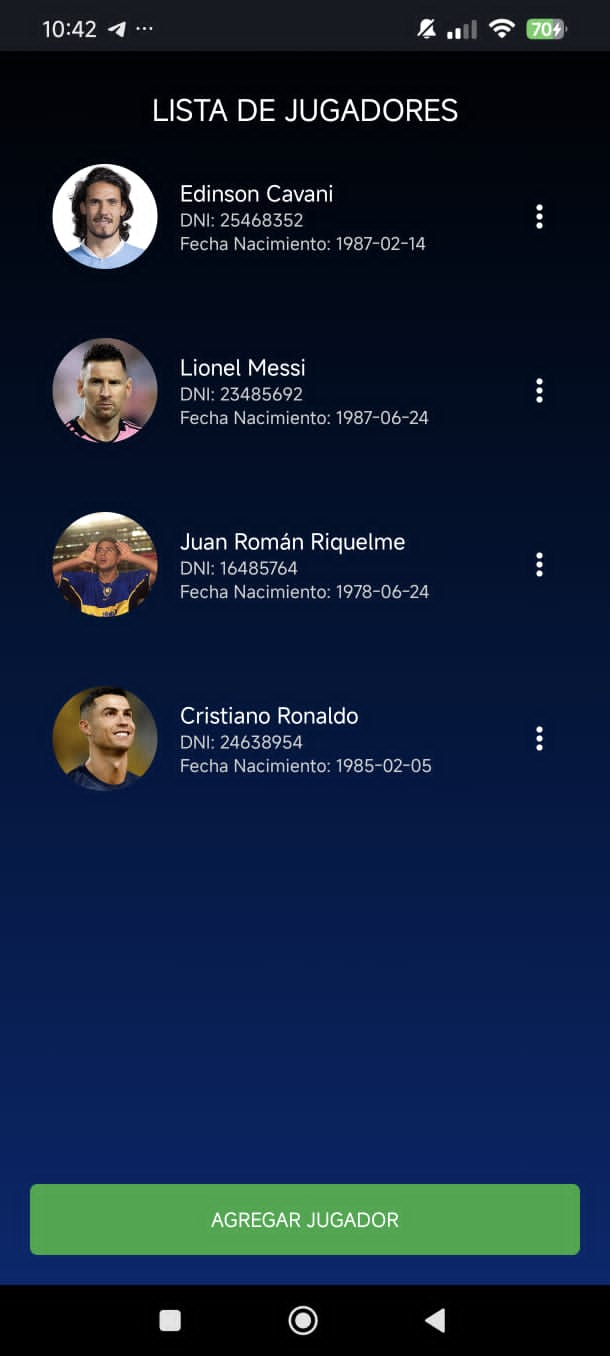 10:42
70
LISTA DE JUGADORES
Edinson Cavani
DNI: 25468352
Fecha Nacimiento: 1987-02-14
Lionel Messi
DNI: 23485692
Fecha Nacimiento: 1987-06-24
Juan Román Riquelme
DNI: 16485764
Fecha Nacimiento: 1978-06-24
Cristiano Ronaldo
DNI: 24638954
Fecha Nacimiento: 1985-02-05
AGREGAR JUGADOR